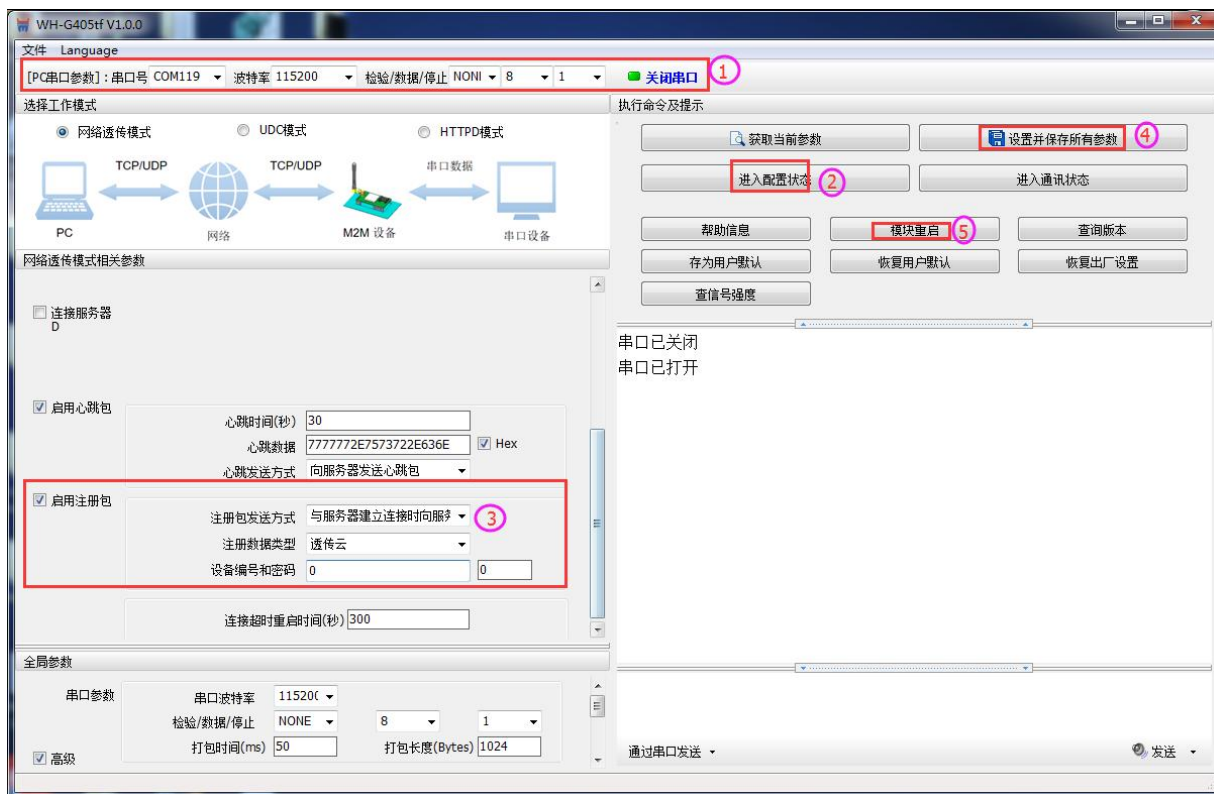 WH-G405tf V1.0.0
文件 Language
[PC串口参数]：串口号 COM119 波特率 115200 检验/数据/停止 NONI 8 1 关闭串口 1
选择工作模式
网络透传模式 UDC模式 HTTPD模式
TCP/UDP TCP/UDP 串口数据
PC 网络 M2M 设备 串口设备
网络透传模式相关参数
连接服务器
D
启用心跳包
心跳时间(秒) 30
心跳数据 7777772E7573722E636E Hex
心跳发送方式 向服务器发送心跳包
启用注册包
注册包发送方式 与服务器建立连接时向服务 3
注册数据类型 透传云
设备编号和密码 0 0
连接超时重启时间(秒) 300
全局参数
串口参数 串口波特率 11520(
检验/数据/停止 NONE 8 1
打包时间(ms) 50 打包长度(Bytes) 1024
高级
执行命令及提示
获取当前参数 设置并保存所有参数 4
进入配置状态 2 进入通讯状态
帮助信息 模块重启 5 查询版本
存为用户默认 恢复用户默认 恢复出厂设置
查信号强度
串口已关闭
串口已打开
通过串口发送 发送